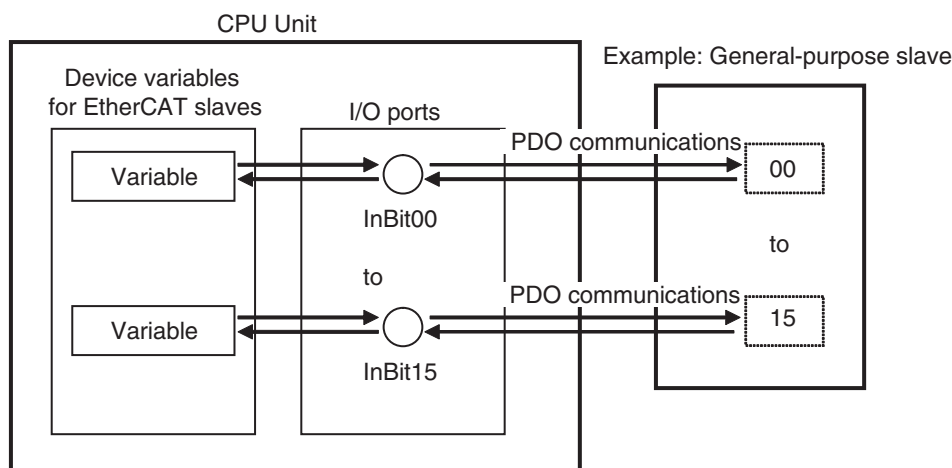 CPU Unit
Example: General-purpose slave
Device variables
for EtherCAT slaves
I/O ports
PDO communications
Variable
00
InBit00
to
to
PDO communications
Variable
15
InBit15